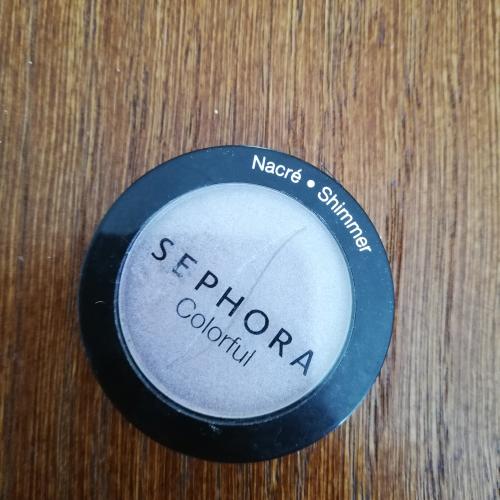 Nacré • Shimmer
SEPHORA
Colorful